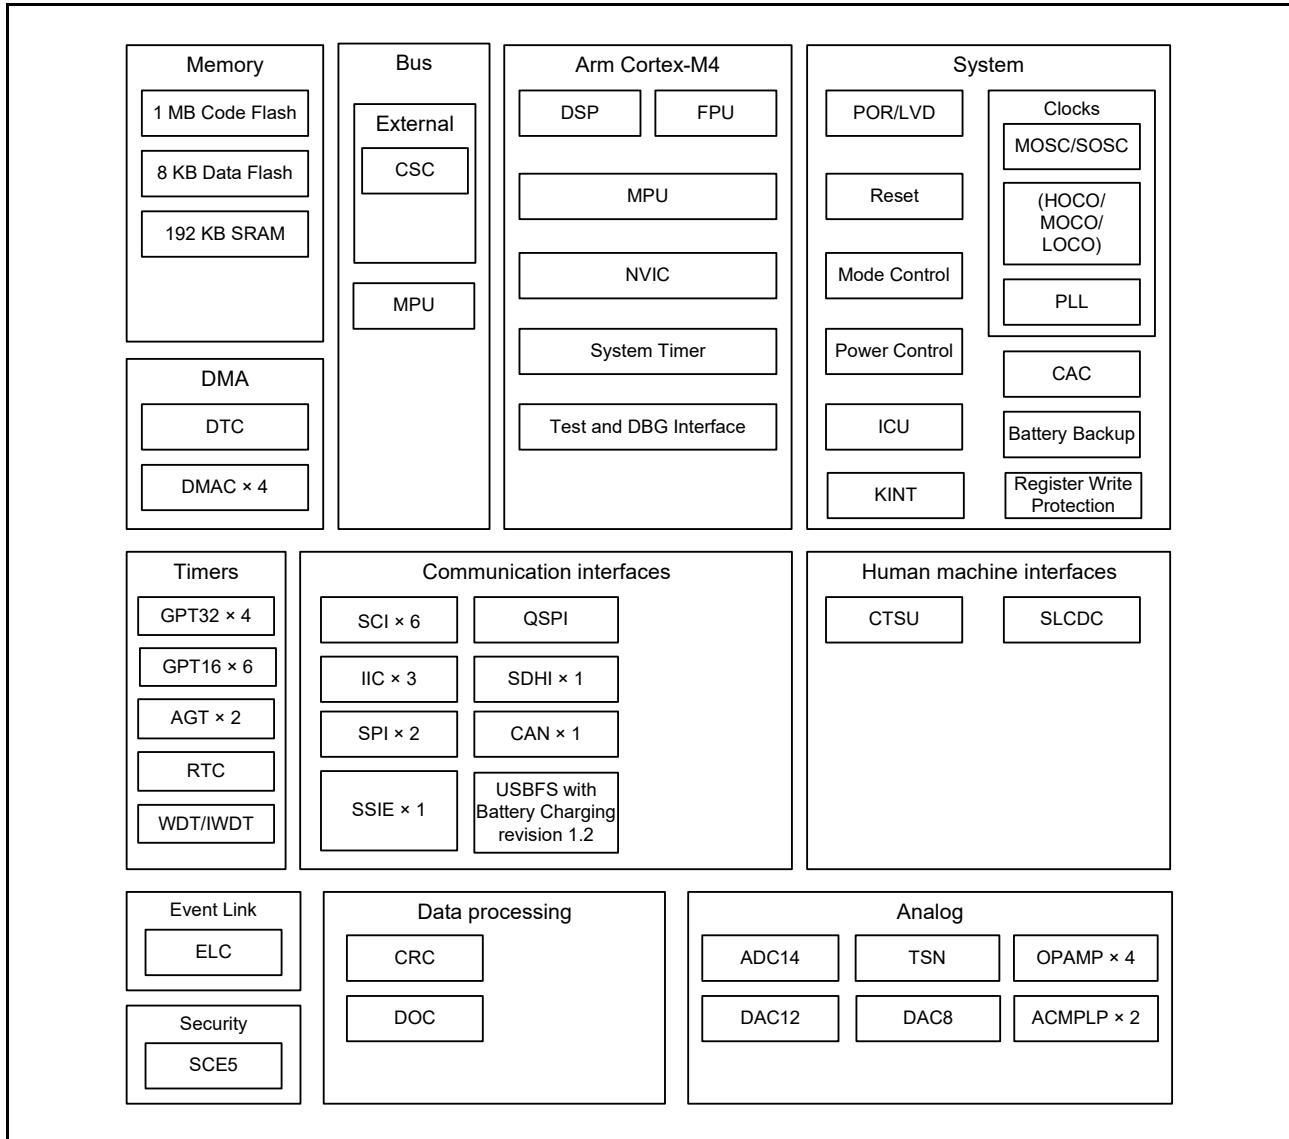 Memory
1 MB Code Flash
8 KB Data Flash
192 KB SRAM
DMA
DTC
DMAC × 4
Bus
External
CSC
MPU
Arm Cortex-M4
DSP
FPU
MPU
NVIC
System Timer
Test and DBG Interface
System
POR/LVD
Reset
Mode Control
Power Control
ICU
KINT
Clocks
MOSC/SOSC
(HOCO/
MOCO/
LOCO)
PLL
CAC
Battery Backup
Register Write
Protection
Timers
GPT32 × 4
GPT16 × 6
AGT × 2
RTC
WDT/IWDT
Communication interfaces
SCI × 6
IIC × 3
SPI × 2
SSIE × 1
QSPI
SDHI × 1
CAN × 1
USBFS with
Battery Charging
revision 1.2
Human machine interfaces
CTSU
SLCDC
Event Link
ELC
Security
SCE5
Data processing
CRC
DOC
Analog
ADC14
TSN
OPAMP × 4
DAC12
DAC8
ACMPLP × 2